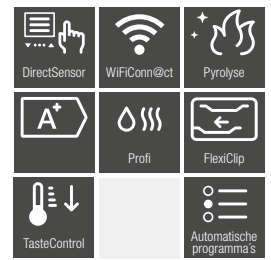 DirectSensor
WiFiConn@ct
Pyrolyse
A+
Profi
FlexiClip
TasteControl
Automatische
programma's